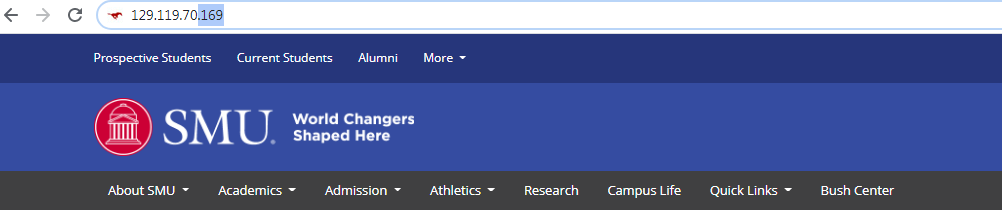 129.119.70.169
Prospective Students Current Students Alumni More
SMU. World Changers
Shaped Here
About SMU Academics Admission Athletics Research Campus Life Quick Links Bush Center